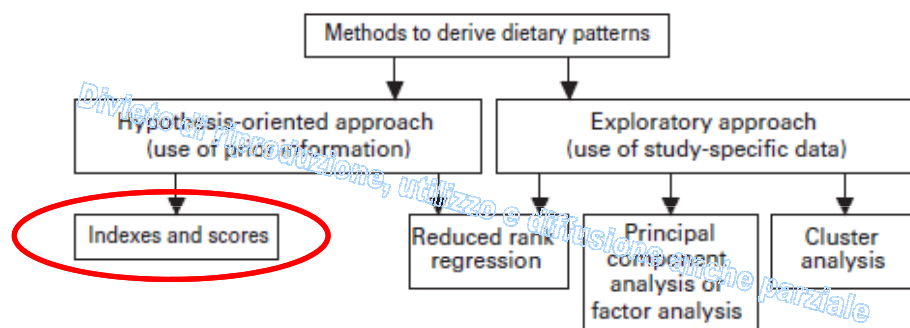 Methods to derive dietary patterns
Hypothesis-oriented approach
(use of prior information)
Exploratory approach
(use of study-specific data)
Indexes and scores
Reduced rank
regression
Principal
component
analysis or
factor analysis
Cluster
analysis
Divieto di riproduzione, utilizzo e diffusione anche parziale